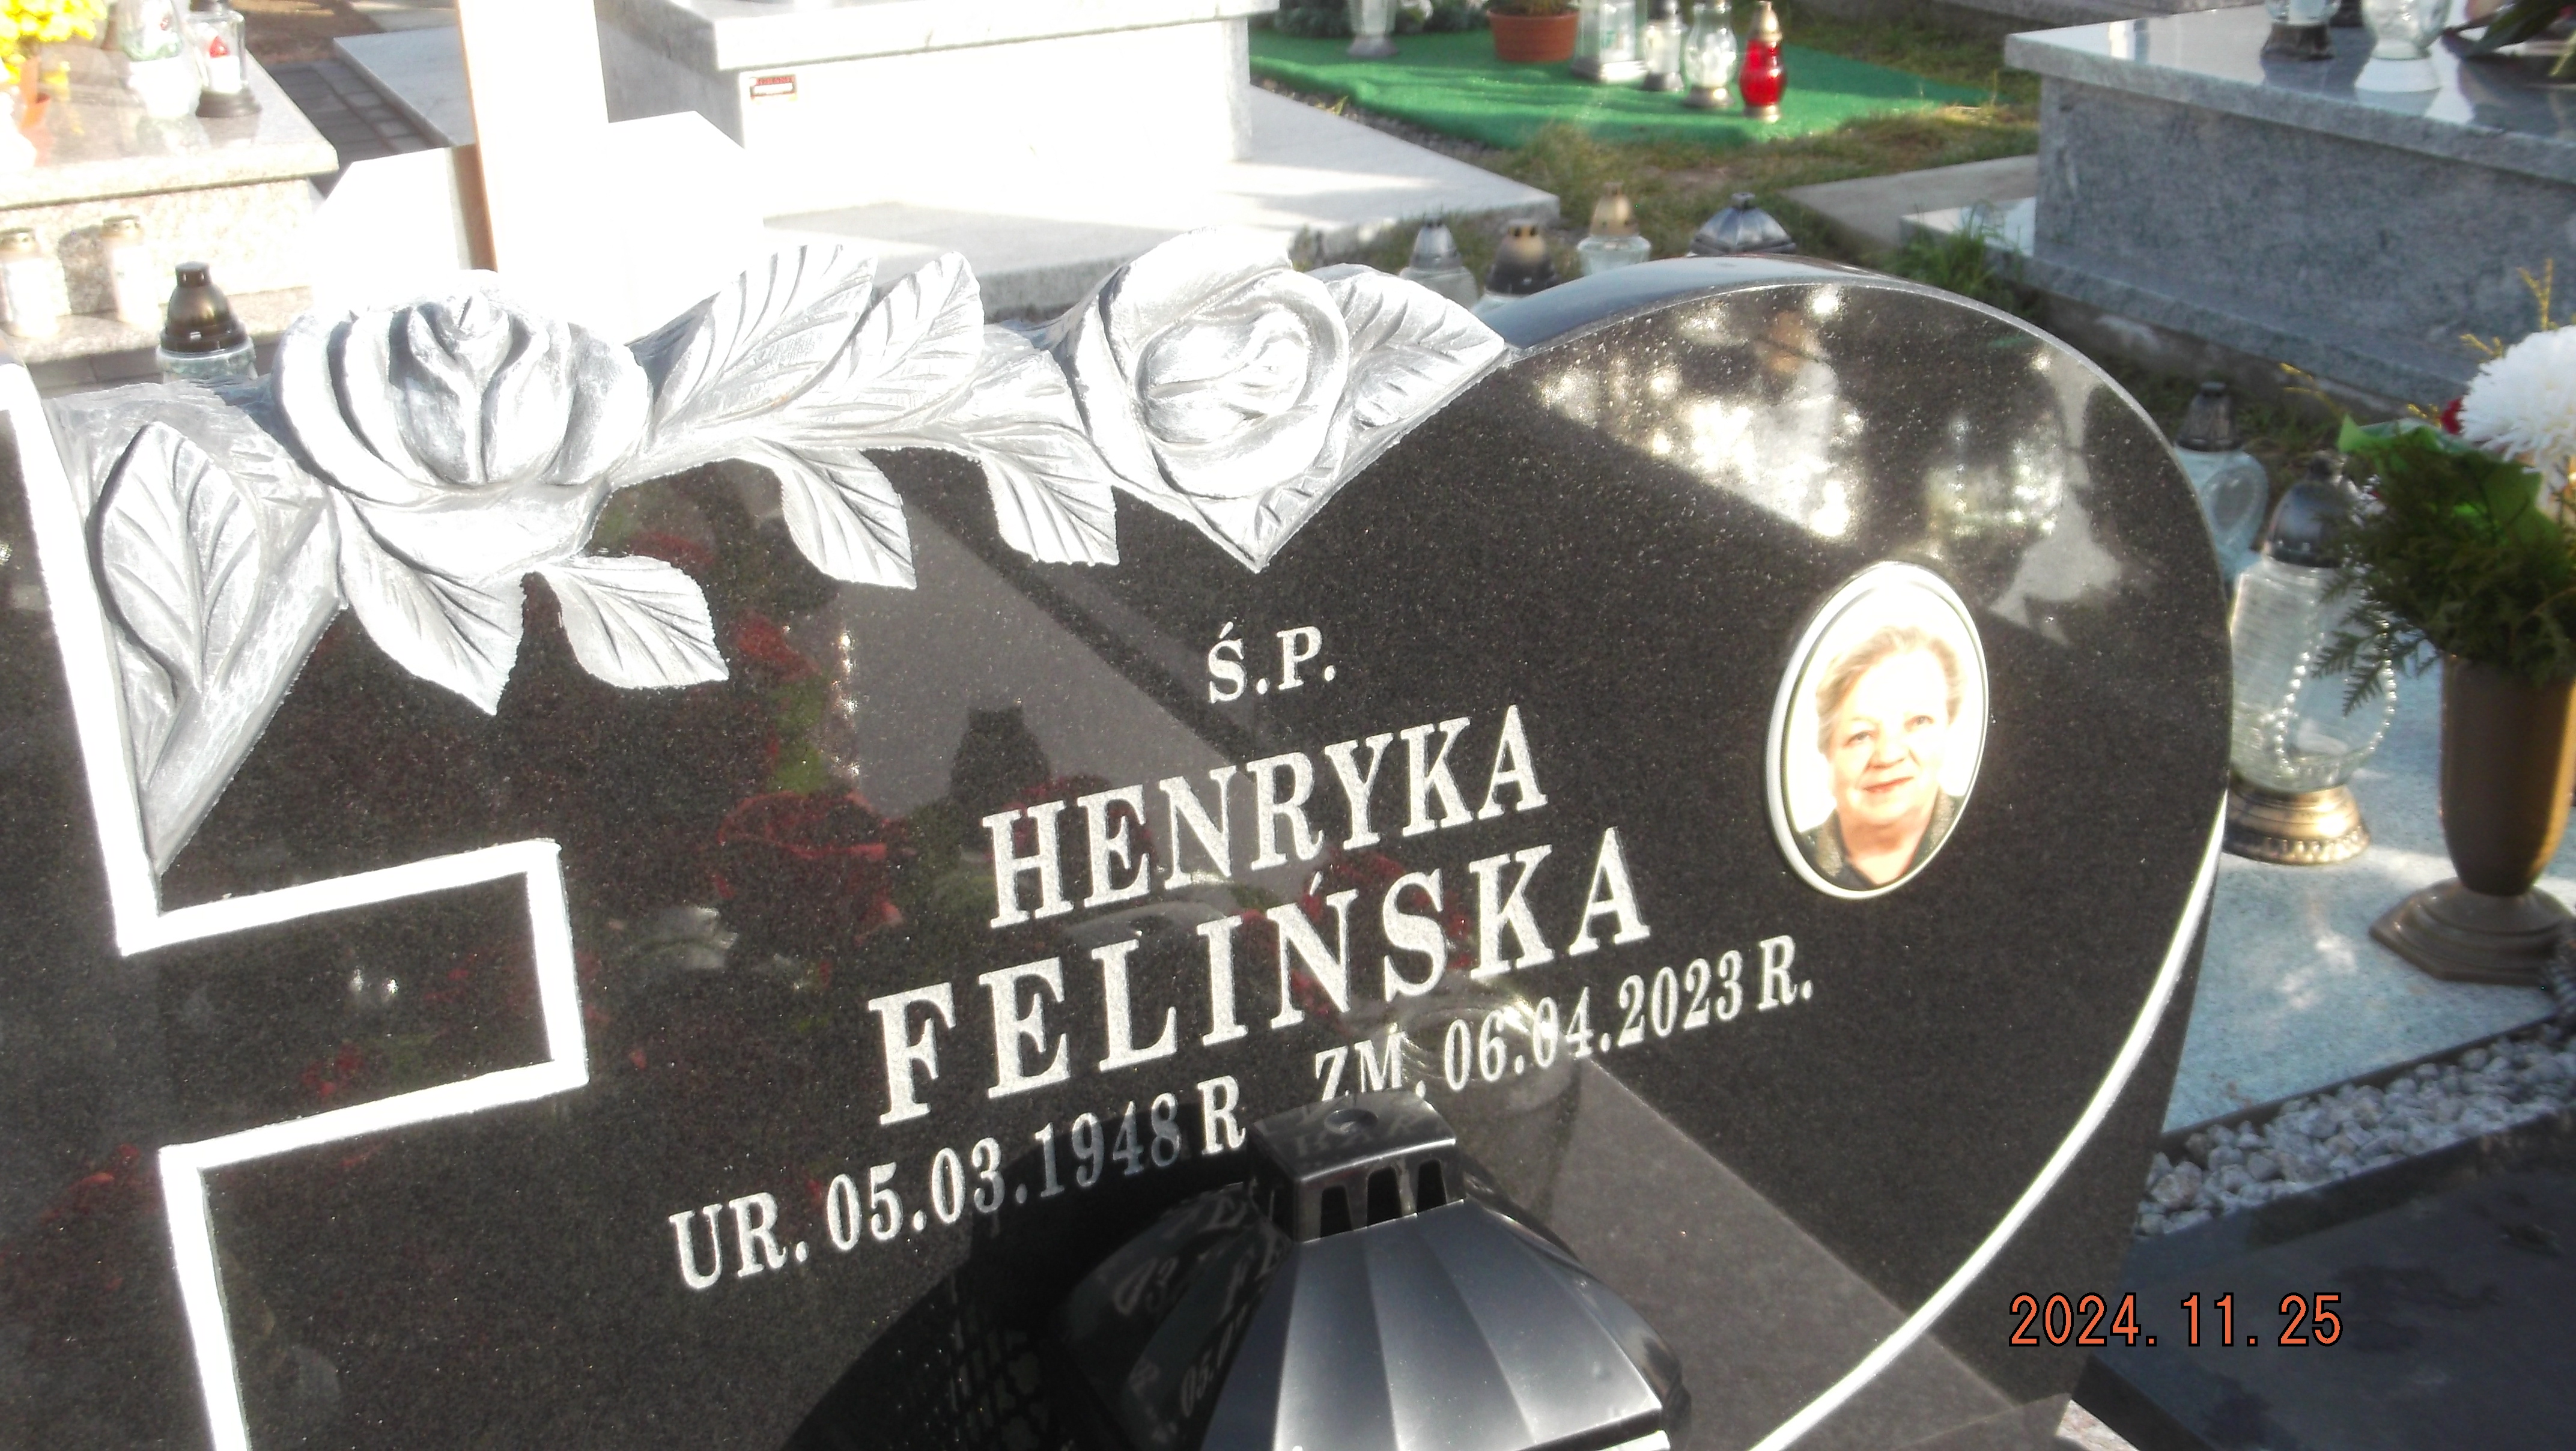 Ś.P.
HENRYKA
FELIŃSKA
UR. 05.03.1948 R ZM. 06.04.2023 R.
2024.11.25